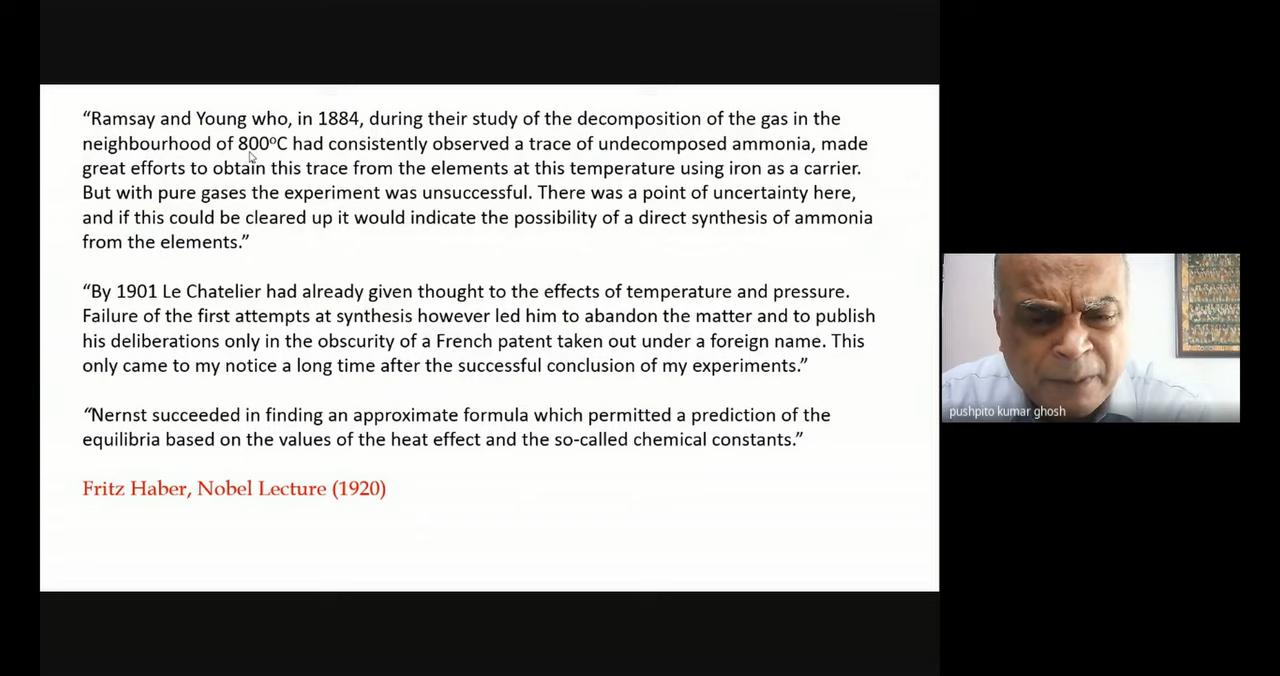 “Ramsay and Young who, in 1884, during their study of the decomposition of the gas in the
neighbourhood of 800°C had consistently observed a trace of undecomposed ammonia, made
great efforts to obtain this trace from the elements at this temperature using iron as a carrier.
But with pure gases the experiment was unsuccessful. There was a point of uncertainty here,
and if this could be cleared up it would indicate the possibility of a direct synthesis of ammonia
from the elements.”
“By 1901 Le Chatelier had already given thought to the effects of temperature and pressure.
Failure of the first attempts at synthesis however led him to abandon the matter and to publish
his deliberations only in the obscurity of a French patent taken out under a foreign name. This
only came to my notice a long time after the successful conclusion of my experiments.”
“Nernst succeeded in finding an approximate formula which permitted a prediction of the
equilibria based on the values of the heat effect and the so-called chemical constants.”
Fritz Haber, Nobel Lecture (1920)
pushpito kumar ghosh